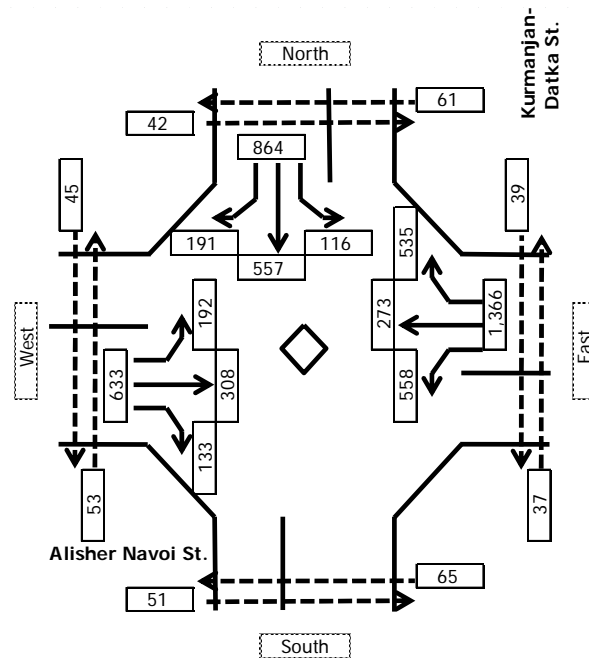 Kurmanjan-
Datka St.
North
61
42
864
45
39
191
116
535
557
192
273
1,366
West
East
633
308
558
133
53
37
Alisher Navoi St.
65
51
South